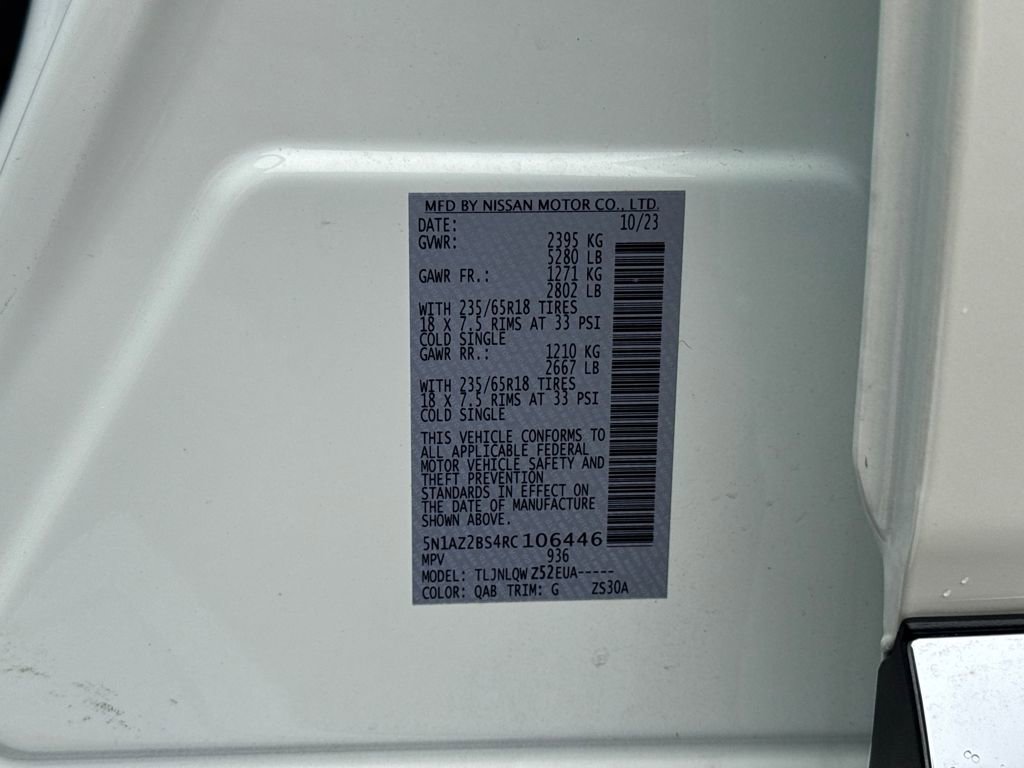 MFD BY NISSAN MOTOR CO., LTD.
DATE: 10/23
GVWR: 2395 KG
5280 LB
GAWR FR.: 1271 KG
2802 LB
WITH 235/65R18 TIRES
18 X 7.5 RIMS AT 33 PSI
COLD SINGLE
GAWR RR.: 1210 KG
2667 LB
WITH 235/65R18 TIRES
18 X 7.5 RIMS AT 33 PSI
COLD SINGLE
THIS VEHICLE CONFORMS TO
ALL APPLICABLE FEDERAL
MOTOR VEHICLE SAFETY AND
THEFT PREVENTION
STANDARDS IN EFFECT ON
THE DATE OF MANUFACTURE
SHOWN ABOVE.
5N1AZ2BS4RC106446
MPV 936
MODEL: TLJNLQW Z52EUA-----
COLOR: QAB TRIM: G ZS30A